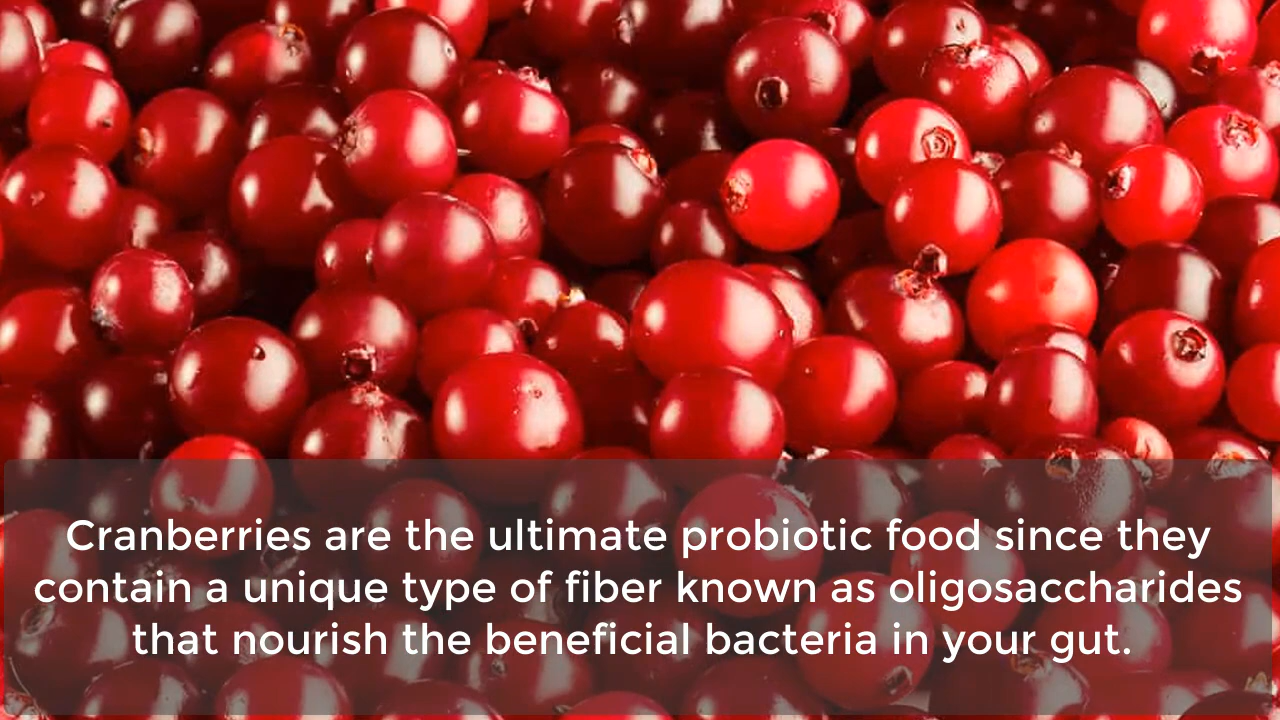 Cranberries are the ultimate probiotic food since they
contain a unique type of fiber known as oligosaccharides
that nourish the beneficial bacteria in your gut.